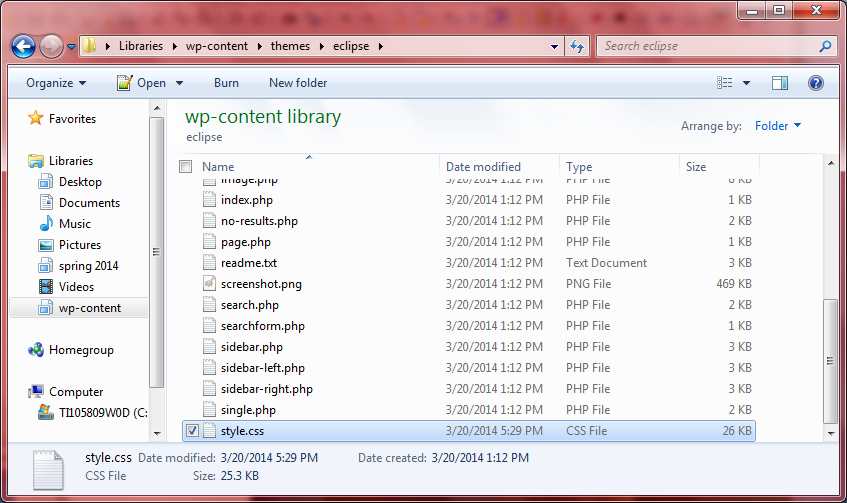 Libraries wp-content themes eclipse Search eclipse
Organize Open Burn New folder
Favorites
Libraries
Desktop
Documents
Music
Pictures
spring 2014
Videos
wp-content
Homegroup
Computer
TI105809W0D (C:
wp-content library
eclipse
Arrange by: Folder
Name Date modified Type Size
image.php 3/20/2014 1:12 PM PHP File 8 KB
index.php 3/20/2014 1:12 PM PHP File 1 KB
no-results.php 3/20/2014 1:12 PM PHP File 2 KB
page.php 3/20/2014 1:12 PM PHP File 1 KB
readme.txt 3/20/2014 1:12 PM Text Document 3 KB
screenshot.png 3/20/2014 1:12 PM PNG File 469 KB
search.php 3/20/2014 1:12 PM PHP File 2 KB
searchform.php 3/20/2014 1:12 PM PHP File 1 KB
sidebar.php 3/20/2014 1:12 PM PHP File 3 KB
sidebar-left.php 3/20/2014 1:12 PM PHP File 3 KB
sidebar-right.php 3/20/2014 1:12 PM PHP File 3 KB
single.php 3/20/2014 1:12 PM PHP File 2 KB
style.css 3/20/2014 5:29 PM CSS File 26 KB
style.css Date modified: 3/20/2014 5:29 PM Date created: 3/20/2014 1:12 PM
CSS File Size: 25.3 KB